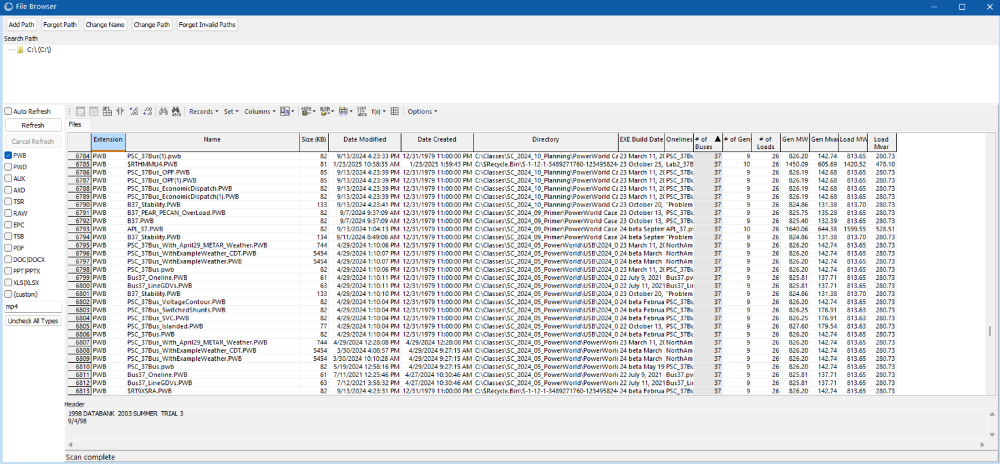 File Browser
Add Path Forget Path Change Name Change Path Forget Invalid Paths
Search Path
C:\ (C:\)
Auto Refresh Records Set Columns f(x) Options
Refresh Files
Cancel Refresh
PWB
PWD
AUX
AXD
TSR
RAW
EPC
TSB
PDF
DOC|DOCX
PPT|PPTX
XLS|XLSX
(custom)
mp4
Uncheck All Types
Extension Name Size (KB) Date Modified Date Created Directory EXE Build Date Onelines # of Buses # of Gens # of Loads Gen MW Gen Mvar Load MW Load Mvar
6784 PWB PSC_37Bus(1).pwb 82 9/13/2024 4:23:33 PM 12/31/1979 11:00:00 PM C:\Classes\SC_2024_10_Planning\PowerWorld Ca 23 March 11, 20 PSC_37Bu 37 9 26 826.20 142.74 813.65 280.73
6785 PWB $RTHMMU4.PWB 81 1/23/2025 10:38:35 AM 1/23/2025 1:59:43 PM C:\$Recycle.Bin\S-1-12-1-3489271760-123495824 23 October 25, Lab2_37B 37 10 26 1450.09 605.69 1420.52 478.10
6786 PWB PSC_37Bus_OPF.PWB 85 9/13/2024 4:23:39 PM 12/31/1979 11:00:00 PM C:\Classes\SC_2024_10_Planning\PowerWorld Ca 23 March 11, 20 PSC_37Bu 37 9 26 826.19 142.68 813.65 280.73
6787 PWB PSC_37Bus_OPF(1).PWB 85 9/13/2024 4:23:39 PM 12/31/1979 11:00:00 PM C:\Classes\SC_2024_10_Planning\PowerWorld Ca 23 March 11, 20 PSC_37Bu 37 9 26 826.19 142.68 813.65 280.73
6788 PWB PSC_37Bus_EconomicDispatch.PWB 82 9/13/2024 4:23:39 PM 12/31/1979 11:00:00 PM C:\Classes\SC_2024_10_Planning\PowerWorld Ca 23 March 11, 20 PSC_37Bu 37 9 26 826.19 142.68 813.65 280.73
6789 PWB PSC_37Bus_EconomicDispatch(1).PWB 82 9/13/2024 4:23:39 PM 12/31/1979 11:00:00 PM C:\Classes\SC_2024_10_Planning\PowerWorld Ca 23 March 11, 20 PSC_37Bu 37 9 26 826.19 142.68 813.65 280.73
6790 PWB B37_Stability.PWB 133 9/13/2024 4:23:41 PM 12/31/1979 11:00:00 PM C:\Classes\SC_2024_10_Planning\PowerWorld Ca 23 October 20, "Problem 37 9 26 824.86 131.38 813.70 280.73
6791 PWB B37_PEAR_PECAN_OverLoad.PWB 82 9/7/2024 9:37:09 AM 12/31/1979 11:00:00 PM C:\Classes\SC_2024_09_Primer\PowerWorld Case 23 October 13, PSC_37Bu 37 9 26 825.75 135.28 813.65 280.73
6792 PWB B37.PWB 82 9/7/2024 9:37:09 AM 12/31/1979 11:00:00 PM C:\Classes\SC_2024_09_Primer\PowerWorld Case 23 October 13, PSC_37Bu 37 9 26 825.40 132.39 813.65 280.73
6793 PWB APL_37.PWB 82 9/13/2024 1:04:13 PM 12/31/1979 11:00:00 PM C:\Classes\SC_2024_09_Primer\PowerWorld Case 24 beta Septem APL_37.p 37 10 26 1640.06 644.38 1599.55 528.51
6794 PWB B37_Stability.PWB 134 9/11/2024 8:49:08 AM 12/31/1979 11:00:00 PM C:\Classes\SC_2024_09_Primer\PowerWorld Case 24 beta Septem "Problem 37 9 26 824.86 131.38 813.70 280.73
6795 PWB PSC_37Bus_With_April29_METAR_Weather.PWB 744 4/29/2024 1:10:06 PM 12/31/1979 11:00:00 PM C:\Classes\SC_2024_05_PowerWorld\USB\2024_0 23 March 11, 20 NorthAm 37 9 26 826.20 142.74 813.65 280.73
6796 PWB PSC_37Bus_WithExampleWeather_CDT.PWB 5454 4/29/2024 1:10:07 PM 12/31/1979 11:00:00 PM C:\Classes\SC_2024_05_PowerWorld\USB\2024_0 24 beta March NorthAm 37 9 26 826.20 142.74 813.65 280.73
6797 PWB PSC_37Bus_WithExampleWeather.PWB 5454 4/29/2024 1:10:07 PM 12/31/1979 11:00:00 PM C:\Classes\SC_2024_05_PowerWorld\USB\2024_0 24 beta March NorthAm 37 9 26 826.20 142.74 813.65 280.73
6798 PWB PSC_37Bus.pwb 82 4/29/2024 1:10:06 PM 12/31/1979 11:00:00 PM C:\Classes\SC_2024_05_PowerWorld\USB\2024_0 23 March 11, 20 PSC_37Bu 37 9 26 826.20 142.74 813.65 280.73
6799 PWB Bus37_Oneline.PWB 61 4/29/2024 1:10:11 PM 12/31/1979 11:00:00 PM C:\Classes\SC_2024_05_PowerWorld\USB\2024_0 22 July 9, 2021 Bus37.pw 37 9 26 825.81 137.71 813.65 280.73
6800 PWB Bus37_LineGDVs.PWB 63 4/29/2024 1:10:11 PM 12/31/1979 11:00:00 PM C:\Classes\SC_2024_05_PowerWorld\USB\2024_0 22 July 11, 2021 Bus37_Li 37 9 26 825.81 137.71 813.65 280.73
6801 PWB B37_Stability.PWB 133 4/29/2024 1:10:10 PM 12/31/1979 11:00:00 PM C:\Classes\SC_2024_05_PowerWorld\USB\2024_0 23 October 20, "Problem 37 9 26 824.86 131.38 813.70 280.73
6802 PWB PSC_37Bus_VoltageContour.PWB 82 4/29/2024 1:10:04 PM 12/31/1979 11:00:00 PM C:\Classes\SC_2024_05_PowerWorld\USB\2024_0 24 beta Februa PSC_37Bu 37 9 26 826.20 142.74 813.65 280.73
6803 PWB PSC_37Bus_SwitchedShunts.PWB 82 4/29/2024 1:10:04 PM 12/31/1979 11:00:00 PM C:\Classes\SC_2024_05_PowerWorld\USB\2024_0 24 beta Februa PSC_37Bu 37 9 26 826.25 176.91 813.63 280.73
6804 PWB PSC_37Bus_SVC.PWB 82 4/29/2024 1:10:04 PM 12/31/1979 11:00:00 PM C:\Classes\SC_2024_05_PowerWorld\USB\2024_0 24 beta Februa PSC_37Bu 37 9 26 826.25 176.91 813.63 280.73
6805 PWB PSC_37Bus_Islanded.PWB 77 4/29/2024 1:10:04 PM 12/31/1979 11:00:00 PM C:\Classes\SC_2024_05_PowerWorld\USB\2024_0 22 October 13, PSC_37Bu 37 9 26 827.60 179.54 813.63 280.73
6806 PWB PSC_37Bus.PWB 82 4/29/2024 1:10:04 PM 12/31/1979 11:00:00 PM C:\Classes\SC_2024_05_PowerWorld\USB\2024_0 24 beta Februa PSC_37Bu 37 9 26 826.20 142.74 813.65 280.73
6807 PWB PSC_37Bus_With_April29_METAR_Weather.PWB 744 4/29/2024 12:28:08 PM 4/29/2024 12:28:08 PM C:\Classes\SC_2024_05_PowerWorld\PowerWorl 23 March 11, 20 NorthAm 37 9 26 826.20 142.74 813.65 280.73
6808 PWB PSC_37Bus_WithExampleWeather_CDT.PWB 5454 3/30/2024 4:08:57 PM 4/29/2024 9:27:15 AM C:\Classes\SC_2024_05_PowerWorld\PowerWorl 24 beta March NorthAm 37 9 26 826.20 142.74 813.65 280.73
6809 PWB PSC_37Bus_WithExampleWeather.PWB 5454 3/30/2024 10:10:28 AM 4/29/2024 9:27:15 AM C:\Classes\SC_2024_05_PowerWorld\PowerWorl 24 beta March NorthAm 37 9 26 826.20 142.74 813.65 280.73
6810 PWB PSC_37Bus.pwb 82 5/19/2024 12:58:16 PM 4/29/2024 9:27:15 AM C:\Classes\SC_2024_05_PowerWorld\PowerWorl 24 beta May 19 PSC_37Bu 37 9 26 826.20 142.74 813.65 280.73
6811 PWB Bus37_Oneline.PWB 61 7/11/2021 12:25:46 PM 4/27/2024 10:30:46 AM C:\Classes\SC_2024_05_PowerWorld\PowerWorl 22 July 9, 2021 Bus37.pw 37 9 26 825.81 137.71 813.65 280.73
6812 PWB Bus37_LineGDVs.PWB 63 7/12/2021 3:58:32 PM 4/27/2024 10:30:46 AM C:\Classes\SC_2024_05_PowerWorld\PowerWorl 22 July 11, 2021 Bus37_Li 37 9 26 825.81 137.71 813.65 280.73
6813 PWB $RT9XSRA.PWB 82 9/13/2024 4:23:31 PM 12/31/1979 11:00:00 PM C:\$Recycle.Bin\S-1-12-1-3489271760-123495824 24 beta Februa PSC_37Bu 37 9 26 826.20 142.74 813.65 280.73
Header
1998 DATABANK 2003 SUMMER TRIAL 3
9/4/98
Scan complete